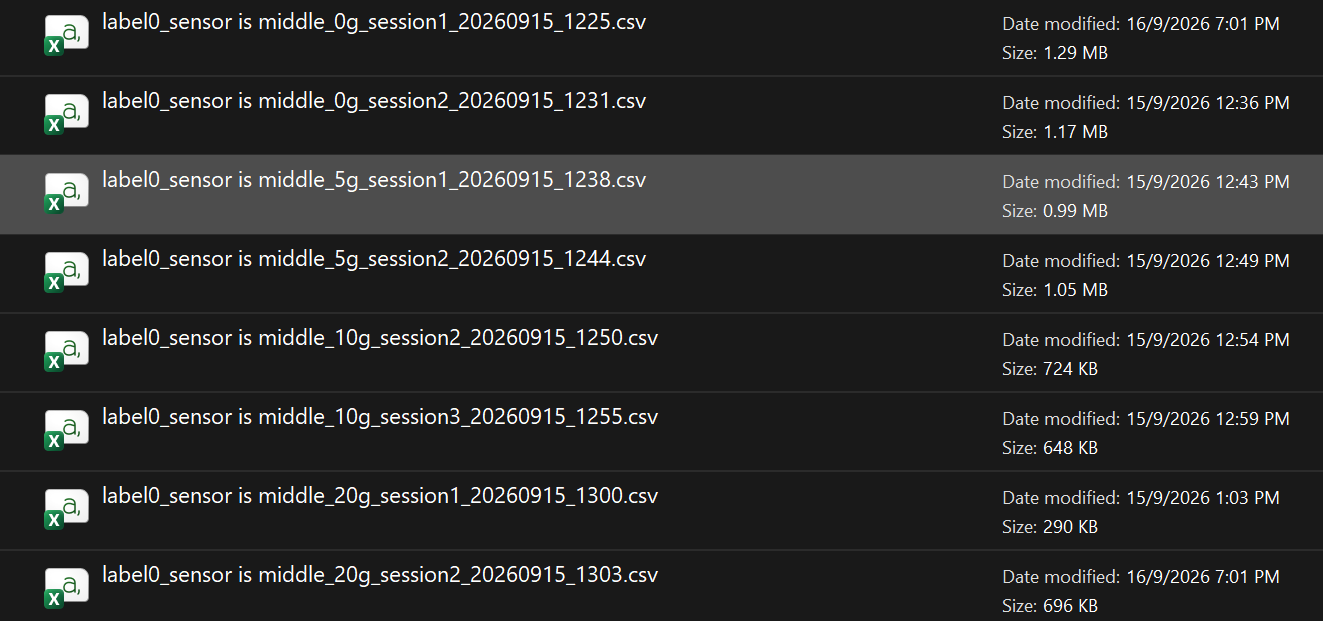 label0_sensor is middle_0g_session1_20260915_1225.csv
Date modified: 16/9/2026 7:01 PM
Size: 1.29 MB
a,
X
label0_sensor is middle_0g_session2_20260915_1231.csv
Date modified: 15/9/2026 12:36 PM
Size: 1.17 MB
a,
X
label0_sensor is middle_5g_session1_20260915_1238.csv
Date modified: 15/9/2026 12:43 PM
Size: 0.99 MB
a,
X
label0_sensor is middle_5g_session2_20260915_1244.csv
Date modified: 15/9/2026 12:49 PM
Size: 1.05 MB
a,
X
label0_sensor is middle_10g_session2_20260915_1250.csv
Date modified: 15/9/2026 12:54 PM
Size: 724 KB
a,
X
label0_sensor is middle_10g_session3_20260915_1255.csv
Date modified: 15/9/2026 12:59 PM
Size: 648 KB
a,
X
label0_sensor is middle_20g_session1_20260915_1300.csv
Date modified: 15/9/2026 1:03 PM
Size: 290 KB
a,
X
label0_sensor is middle_20g_session2_20260915_1303.csv
Date modified: 16/9/2026 7:01 PM
Size: 696 KB
a,
X